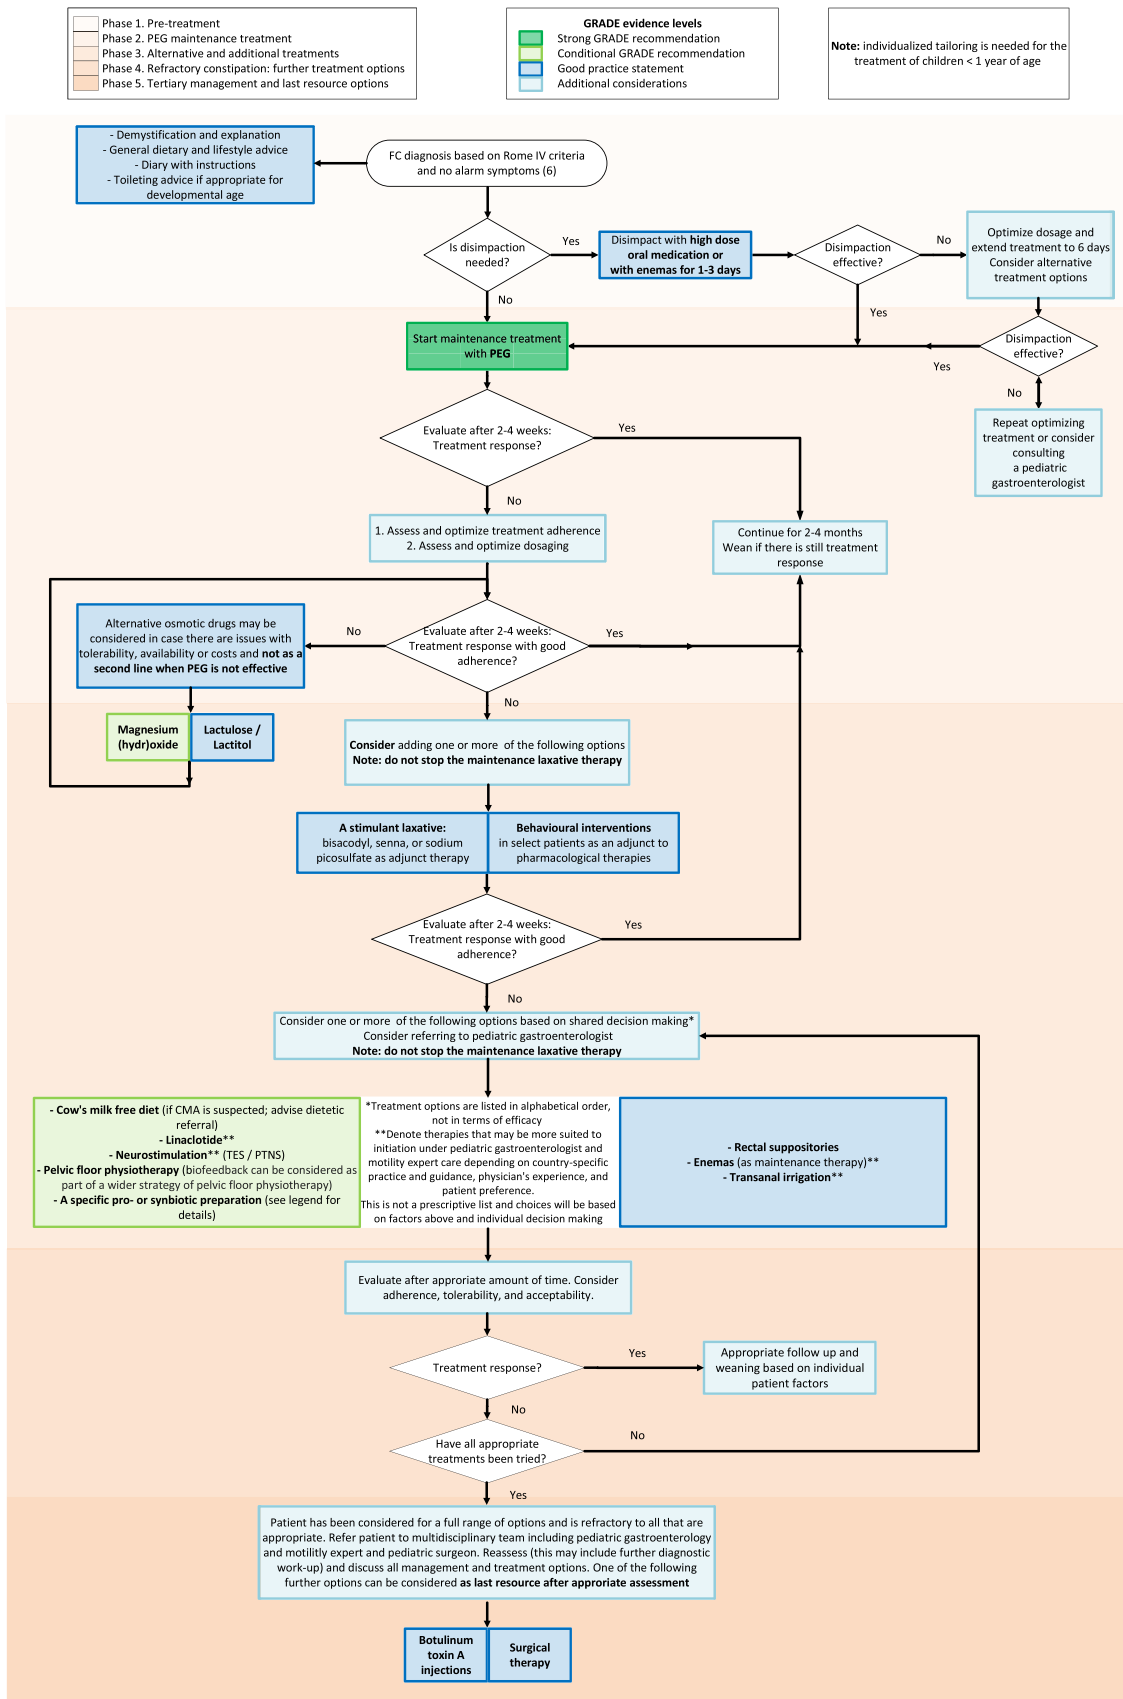 Phase 1. Pre-treatment
Phase 2. PEG maintenance treatment
Phase 3. Alternative and additional treatments
Phase 4. Refractory constipation: further treatment options
Phase 5. Tertiary management and last resource options
GRADE evidence levels
Strong GRADE recommendation
Conditional GRADE recommendation
Good practice statement
Additional considerations
Note: individualized tailoring is needed for the
treatment of children < 1 year of age
- Demystification and explanation
- General dietary and lifestyle advice
- Diary with instructions
- Toileting advice if appropriate for
developmental age
FC diagnosis based on Rome IV criteria
and no alarm symptoms (6)
Is disimpaction
needed?
Yes
Disimpact with high dose
oral medication or
with enemas for 1-3 days
Disimpaction
effective?
No
Optimize dosage and
extend treatment to 6 days
Consider alternative
treatment options
No
Yes
Start maintenance treatment
with PEG
Disimpaction
effective?
Yes
No
Repeat optimizing
treatment or consider
consulting
a pediatric
gastroenterologist
Evaluate after 2-4 weeks:
Treatment response?
Yes
No
1. Assess and optimize treatment adherence
2. Assess and optimize dosaging
Continue for 2-4 months
Wean if there is still treatment
response
Alternative osmotic drugs may be
considered in case there are issues with
tolerability, availability or costs and not as a
second line when PEG is not effective
No
Evaluate after 2-4 weeks:
Treatment response with good
adherence?
Yes
No
Magnesium
(hydr)oxide
Lactulose /
Lactitol
Consider adding one or more of the following options
Note: do not stop the maintenance laxative therapy
A stimulant laxative:
bisacodyl, senna, or sodium
picosulfate as adjunct therapy
Behavioural interventions
in select patients as an adjunct to
pharmacological therapies
Evaluate after 2-4 weeks:
Treatment response with good
adherence?
Yes
No
Consider one or more of the following options based on shared decision making*
Consider referring to pediatric gastroenterologist
Note: do not stop the maintenance laxative therapy
- Cow's milk free diet (if CMA is suspected; advise dietetic
referral)
- Linaclotide**
- Neurostimulation** (TES / PTNS)
- Pelvic floor physiotherapy (biofeedback can be considered as
part of a wider strategy of pelvic floor physiotherapy)
- A specific pro- or synbiotic preparation (see legend for
details)
*Treatment options are listed in alphabetical order,
not in terms of efficacy
**Denote therapies that may be more suited to
initiation under pediatric gastroenterologist and
motility expert care depending on country-specific
practice and guidance, physician's experience, and
patient preference.
This is not a prescriptive list and choices will be based
on factors above and individual decision making
- Rectal suppositories
- Enemas (as maintenance therapy)**
- Transanal irrigation**
Evaluate after approriate amount of time. Consider
adherence, tolerability, and acceptability.
Treatment response?
Yes
Appropriate follow up and
weaning based on individual
patient factors
No
Have all appropriate
treatments been tried?
No
Yes
Patient has been considered for a full range of options and is refractory to all that are
appropriate. Refer patient to multidisciplinary team including pediatric gastroenterology
and motilitly expert and pediatric surgeon. Reassess (this may include further diagnostic
work-up) and discuss all management and treatment options. One of the following
further options can be considered as last resource after approriate assessment
Botulinum
toxin A
injections
Surgical
therapy